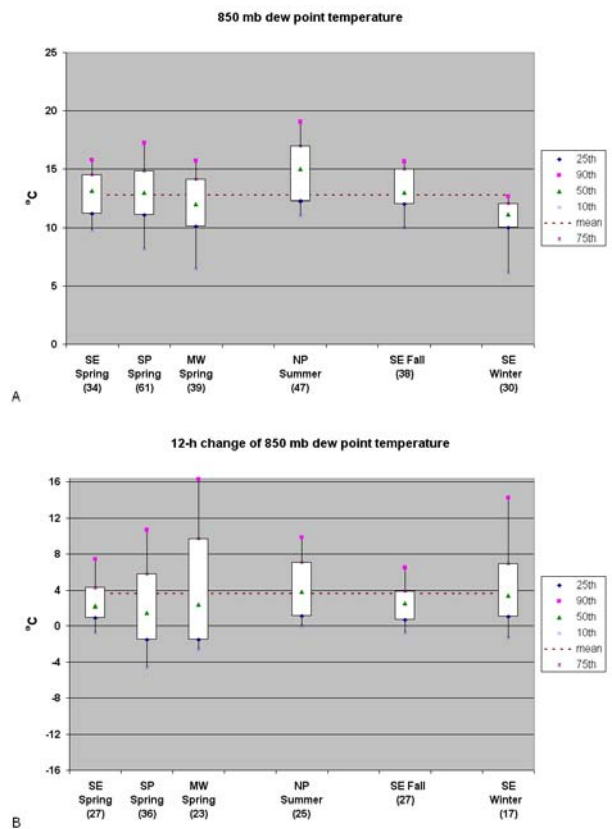 850 mb dew point temperature
25
20
15
10
5
0
°C
SE Spring (34)
SP Spring (61)
MW Spring (39)
NP Summer (47)
SE Fall (38)
SE Winter (30)
25th
90th
50th
10th
mean
75th
A
12-h change of 850 mb dew point temperature
16
12
8
4
0
-4
-8
-12
-16
°C
SE Spring (27)
SP Spring (36)
MW Spring (23)
NP Summer (25)
SE Fall (27)
SE Winter (17)
25th
90th
50th
10th
mean
75th
B